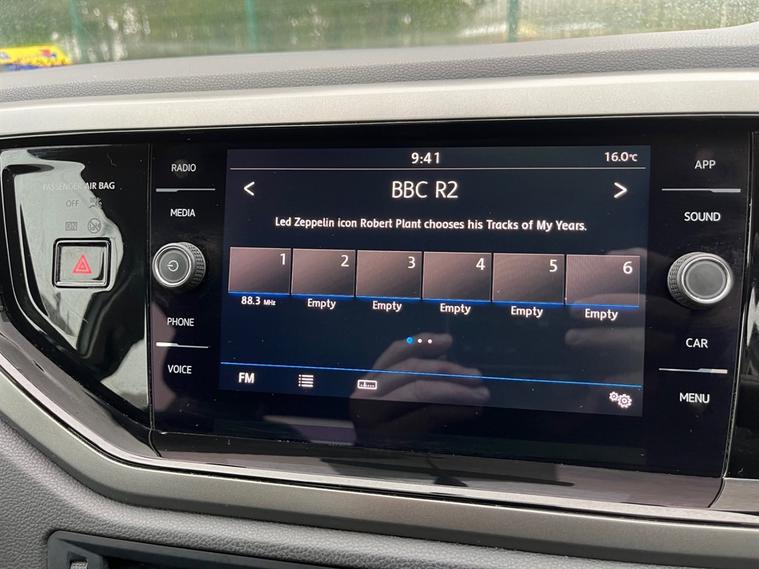 RADIO
MEDIA
PHONE
VOICE
PASSENGER AIR BAG
OFF
9:41
16.0°C
< BBC R2 >
Led Zeppelin icon Robert Plant chooses his Tracks of My Years.
1 2 3 4 5 6
88.3 MHz Empty Empty Empty Empty Empty
FM
APP
SOUND
CAR
MENU